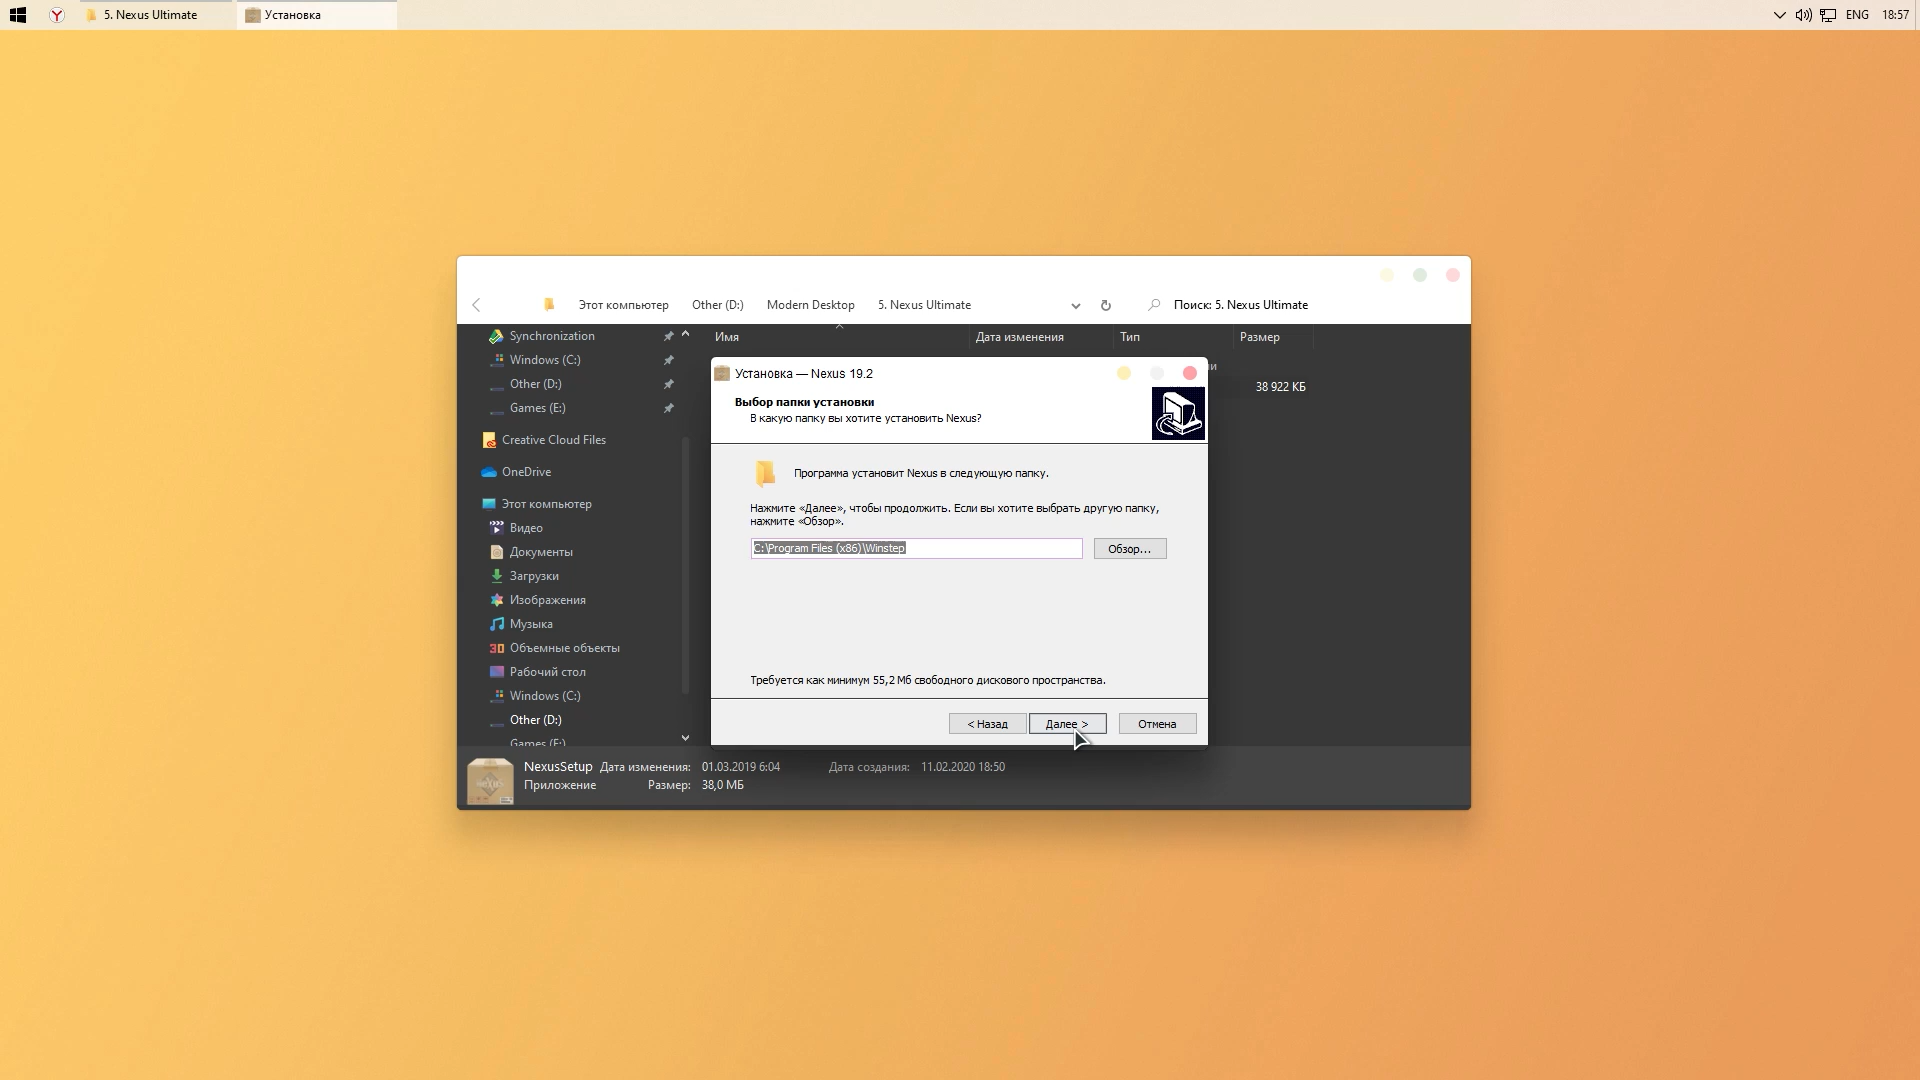 5. Nexus Ultimate
Установка
ENG
18:57
Этот компьютер
Other (D:)
Modern Desktop
5. Nexus Ultimate
Поиск: 5. Nexus Ultimate
Synchronization
Windows (C:)
Other (D:)
Games (E:)
Creative Cloud Files
OneDrive
Этот компьютер
Видео
Документы
Загрузки
Изображения
Музыка
Объемные объекты
Рабочий стол
Windows (C:)
Other (D:)
Games (E:)
Имя
Дата изменения
Тип
Размер
38 922 КБ
Установка — Nexus 19.2
Выбор папки установки
В какую папку вы хотите установить Nexus?
Программа установит Nexus в следующую папку.
Нажмите «Далее», чтобы продолжить. Если вы хотите выбрать другую папку,
нажмите «Обзор».
C:\Program Files (x86)\Winstep
Обзор...
Требуется как минимум 55,2 Мб свободного дискового пространства.
< Назад
Далее >
Отмена
NexusSetup Дата изменения: 01.03.2019 6:04 Дата создания: 11.02.2020 18:50
Приложение Размер: 38,0 МБ